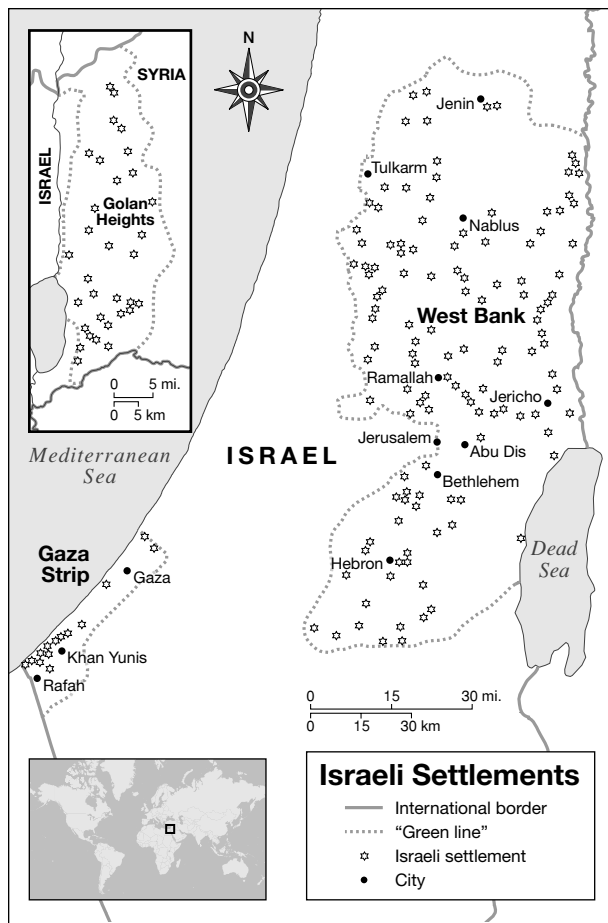 N
SYRIA
ISRAEL
Golan
Heights
0 5 mi.
0 5 km
Mediterranean
Sea
ISRAEL
Jenin
Tulkarm
Nablus
West Bank
Ramallah
Jericho
Jerusalem
Abu Dis
Bethlehem
Hebron
Dead
Sea
Gaza
Strip
Gaza
Khan Yunis
Rafah
0 15 30 mi.
0 15 30 km
Israeli Settlements
International border
“Green line”
Israeli settlement
City